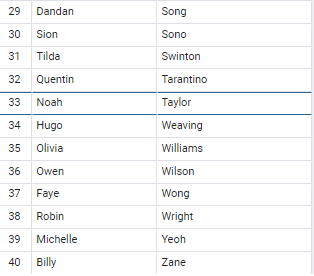 29 Dandan Song
30 Sion Sono
31 Tilda Swinton
32 Quentin Tarantino
33 Noah Taylor
34 Hugo Weaving
35 Olivia Williams
36 Owen Wilson
37 Faye Wong
38 Robin Wright
39 Michelle Yeoh
40 Billy Zane